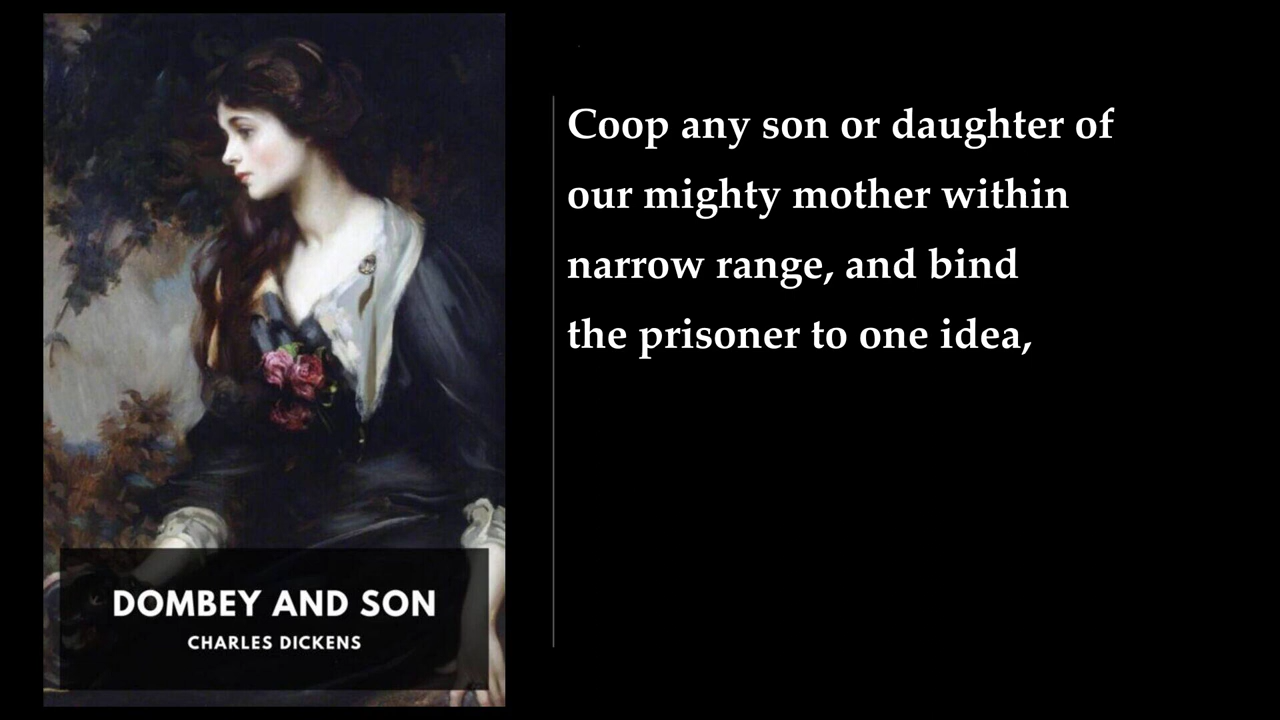 Coop any son or daughter of
our mighty mother within
narrow range, and bind
the prisoner to one idea,
DOMBEY AND SON
CHARLES DICKENS